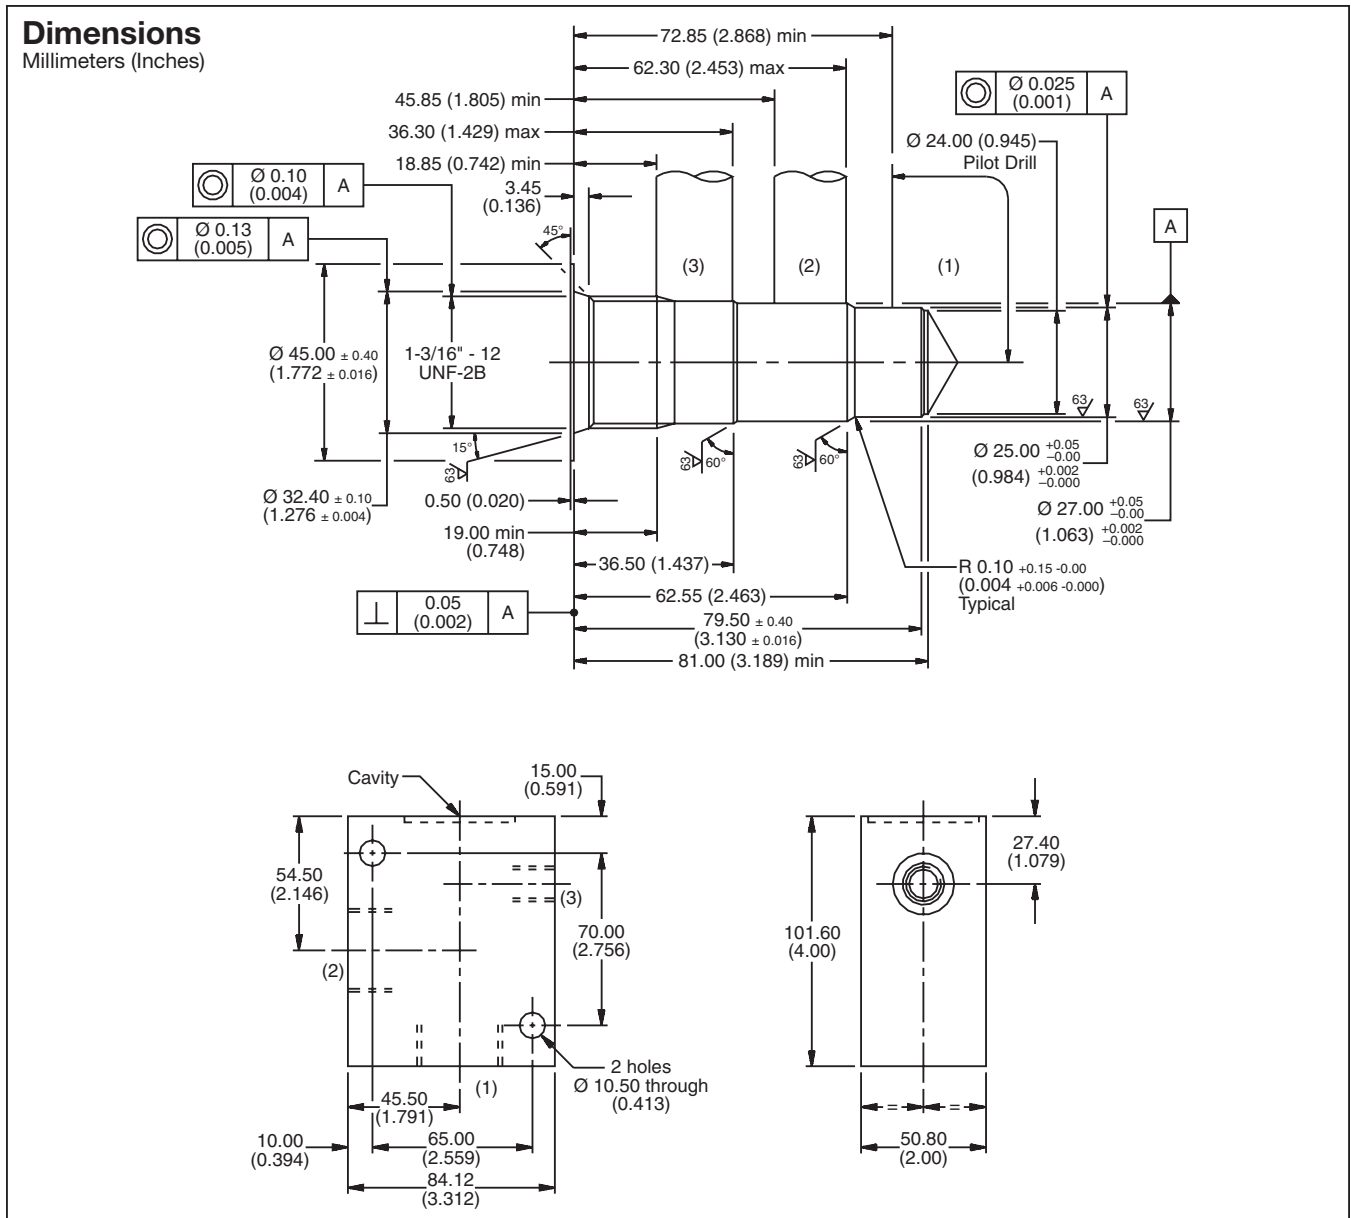 Dimensions
Millimeters (Inches)
72.85 (2.868) min
62.30 (2.453) max
45.85 (1.805) min
36.30 (1.429) max
18.85 (0.742) min
3.45
(0.136)
Ø 0.025
(0.001)
A
Ø 24.00 (0.945)
Pilot Drill
Ø 0.10
(0.004)
A
Ø 0.13
(0.005)
A
A
45°
(3)
(2)
(1)
Ø 45.00 ± 0.40
(1.772 ± 0.016)
1-3/16" - 12
UNF-2B
63
63
15°
63
63
60°
63
60°
Ø 25.00 +0.05 –0.00
(0.984) +0.002 –0.000
Ø 32.40 ± 0.10
(1.276 ± 0.004)
0.50 (0.020)
Ø 27.00 +0.05 –0.00
(1.063) +0.002 –0.000
19.00 min
(0.748)
36.50 (1.437)
R 0.10 +0.15 -0.00
(0.004 +0.006 -0.000)
Typical
62.55 (2.463)
0.05
(0.002)
A
79.50 ± 0.40
(3.130 ± 0.016)
81.00 (3.189) min
Cavity
15.00
(0.591)
54.50
(2.146)
(3)
70.00
(2.756)
(2)
(1)
2 holes
Ø 10.50 through
(0.413)
45.50
(1.791)
10.00
(0.394)
65.00
(2.559)
84.12
(3.312)
27.40
(1.079)
101.60
(4.00)
= =
50.80
(2.00)